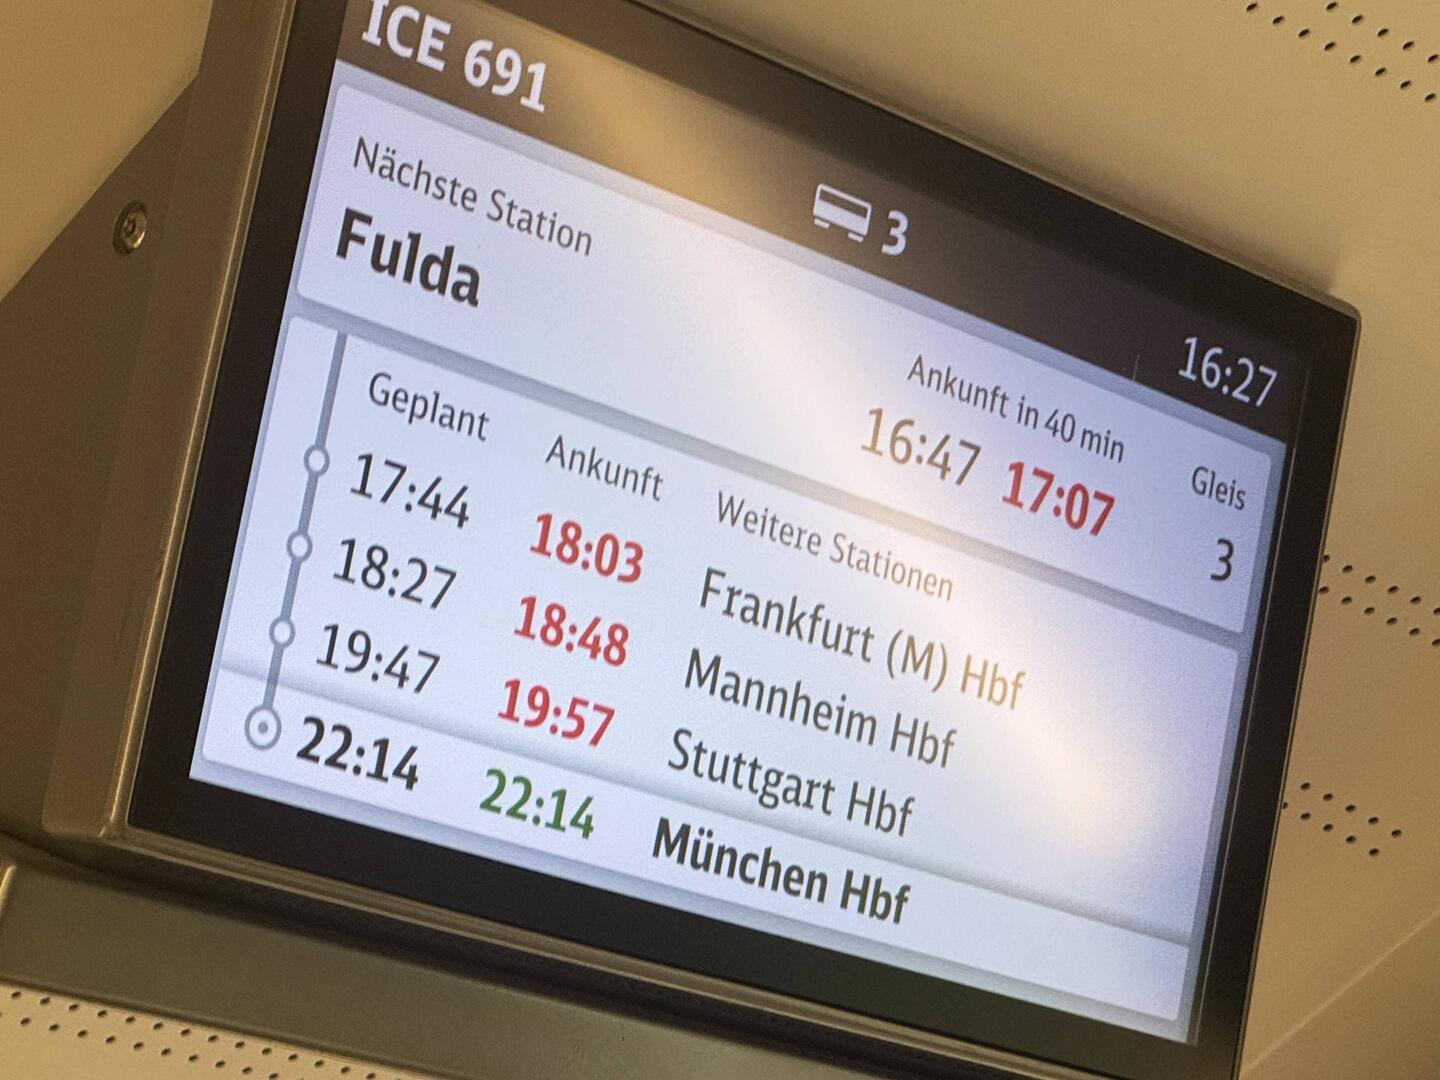 ICE 691
3
16:27
Nächste Station
Fulda
Ankunft in 40 min
16:47 17:07
Gleis
3
Geplant Ankunft Weitere Stationen
17:44 18:03 Frankfurt (M) Hbf
18:27 18:48 Mannheim Hbf
19:47 19:57 Stuttgart Hbf
22:14 22:14 München Hbf